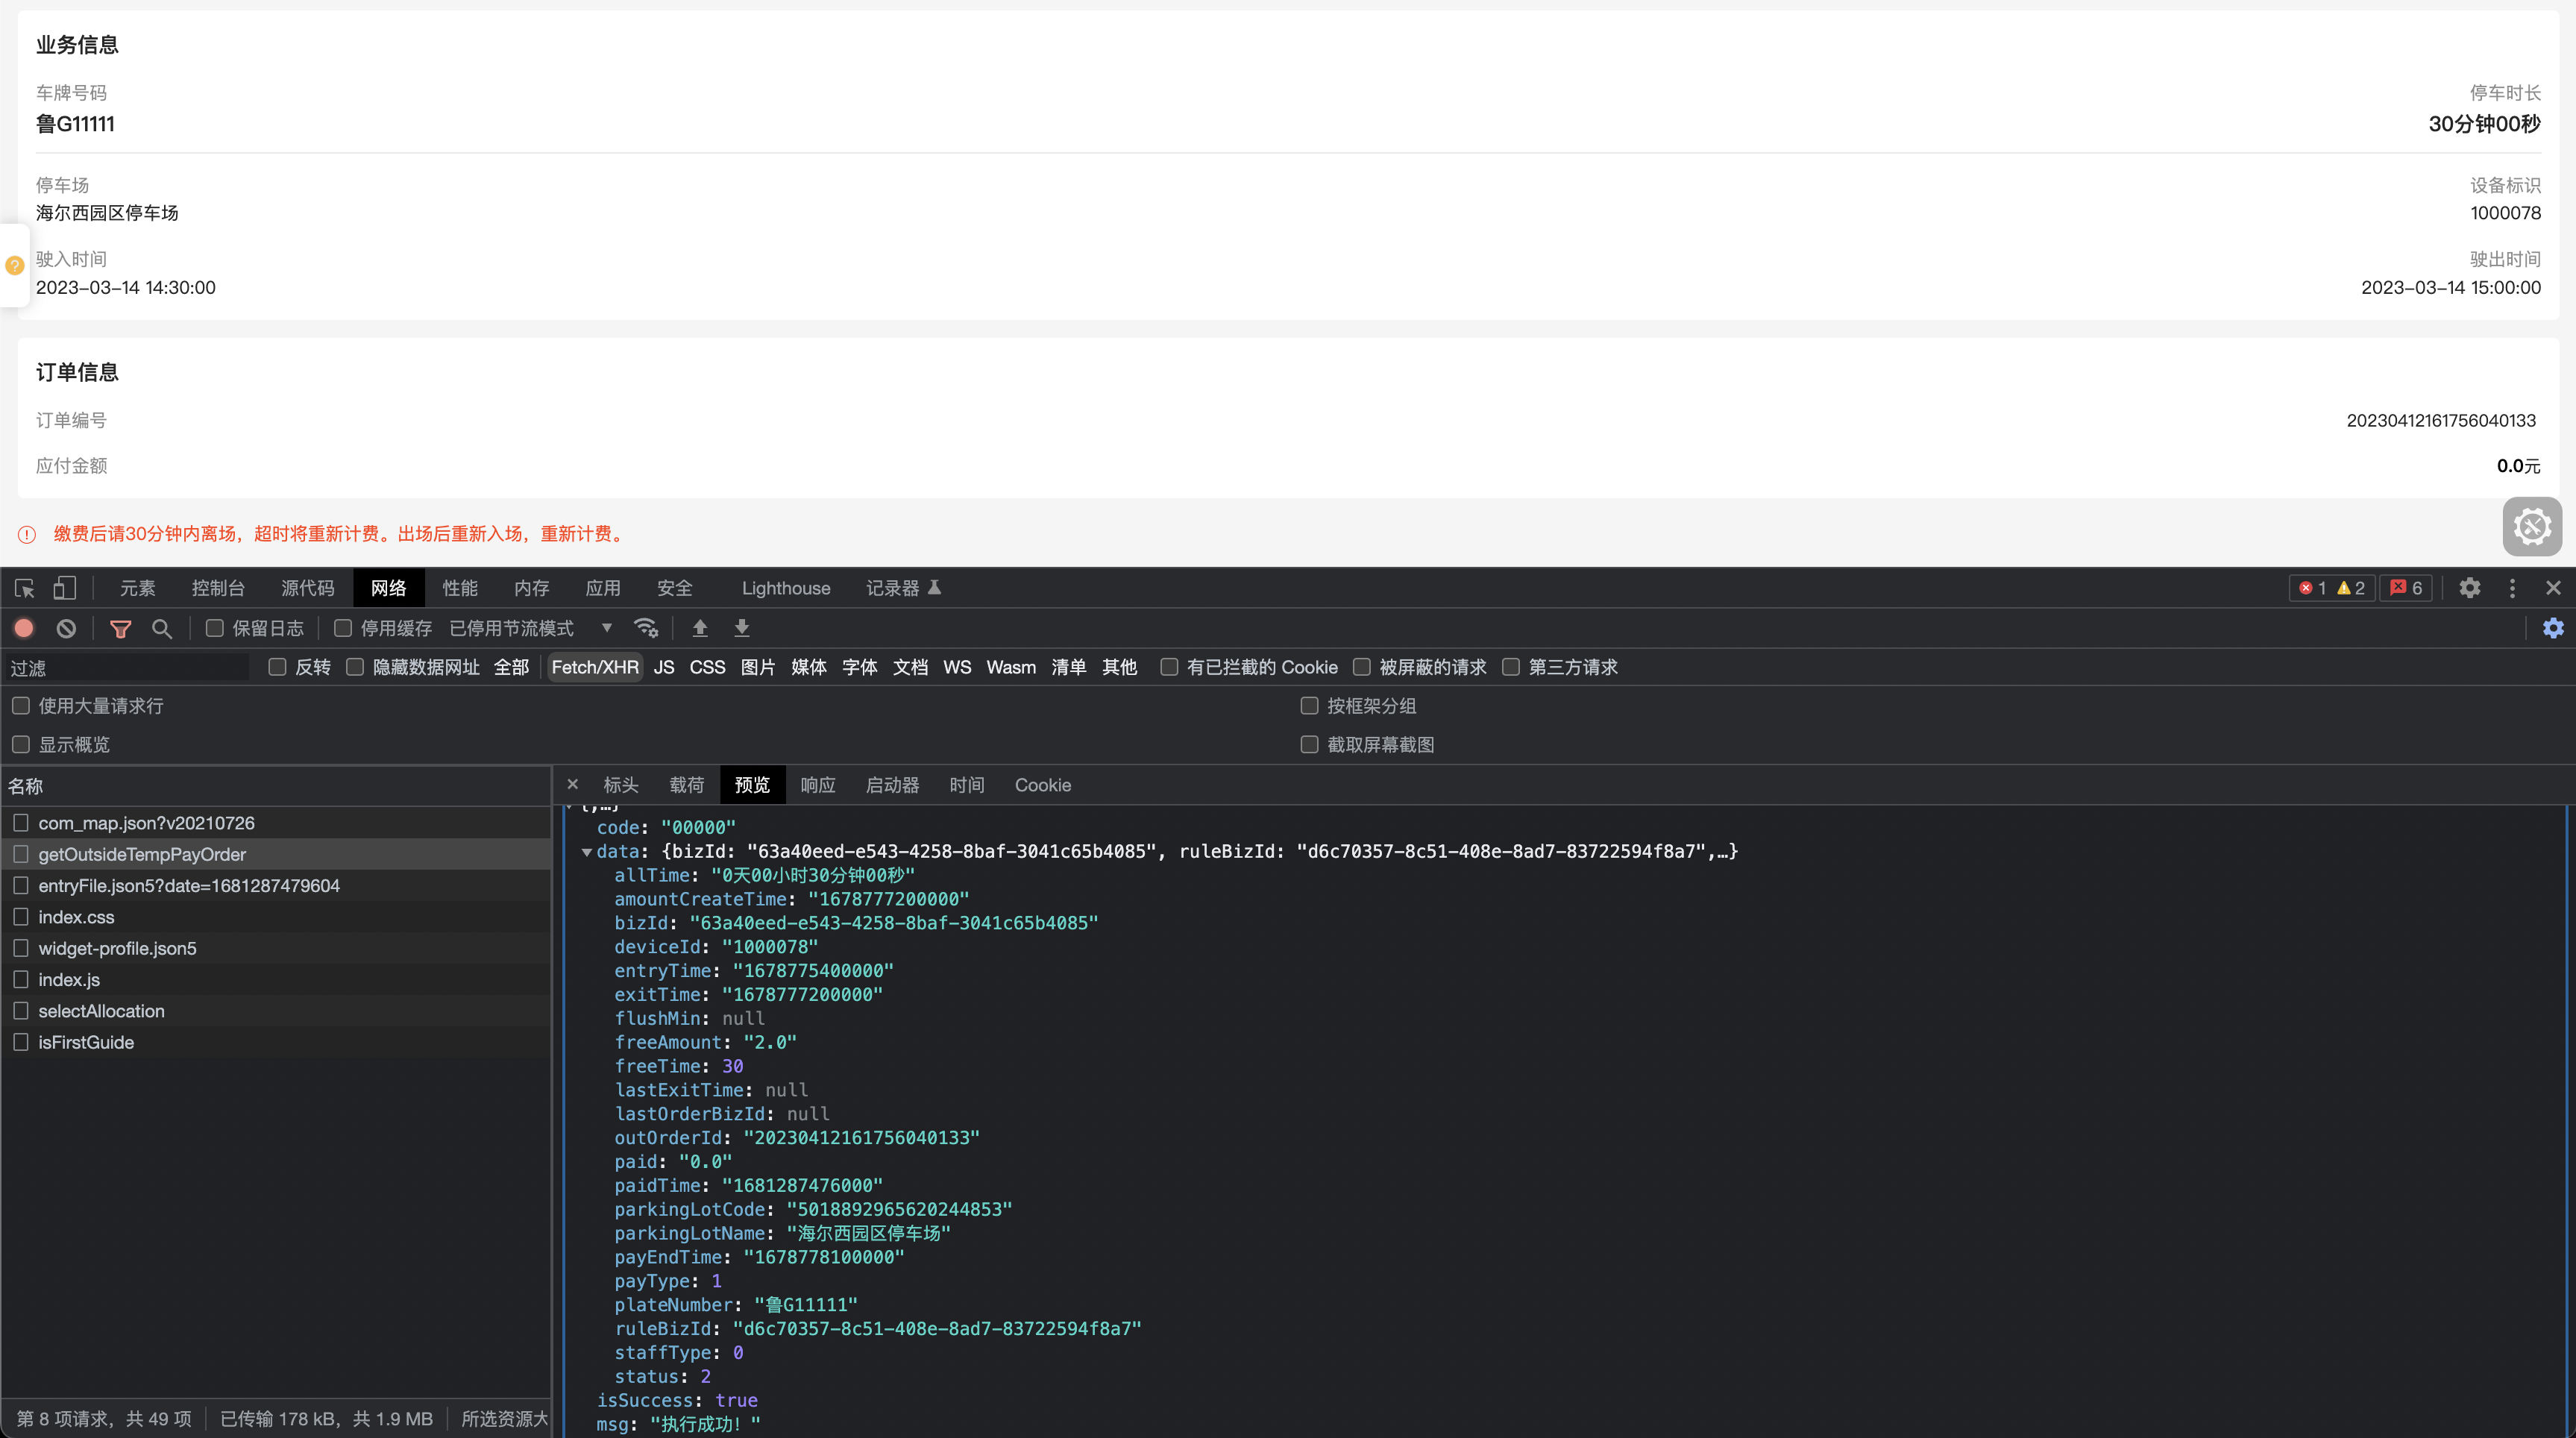 业务信息
车牌号码 停车时长
鲁G11111 30分钟00秒
停车场 设备标识
海尔西园区停车场 1000078
驶入时间 驶出时间
2023-03-14 14:30:00 2023-03-14 15:00:00
订单信息
订单编号 20230412161756040133
应付金额 0.0元
缴费后请30分钟内离场，超时将重新计费。出场后重新入场，重新计费。
元素 控制台 源代码 网络 性能 内存 应用 安全 Lighthouse 记录器 1 2 6
保留日志 停用缓存 已停用节流模式
过滤 反转 隐藏数据网址 全部 Fetch/XHR JS CSS 图片 媒体 字体 文档 WS Wasm 清单 其他 有已拦截的 Cookie 被屏蔽的请求 第三方请求
使用大量请求行 按框架分组
显示概览 截取屏幕截图
名称
com_map.json?v20210726
getOutsideTempPayOrder
entryFile.json5?date=1681287479604
index.css
widget-profile.json5
index.js
selectAllocation
isFirstGuide
第 8 项请求，共 49 项 已传输 178 kB，共 1.9 MB 所选资源大
× 标头 载荷 预览 响应 启动器 时间 Cookie
{,…}
code: "00000"
data: {bizId: "63a40eed-e543-4258-8baf-3041c65b4085", ruleBizId: "d6c70357-8c51-408e-8ad7-83722594f8a7",…}
allTime: "0天00小时30分钟00秒"
amountCreateTime: "1678777200000"
bizId: "63a40eed-e543-4258-8baf-3041c65b4085"
deviceId: "1000078"
entryTime: "1678775400000"
exitTime: "1678777200000"
flushMin: null
freeAmount: "2.0"
freeTime: 30
lastExitTime: null
lastOrderBizId: null
outOrderId: "20230412161756040133"
paid: "0.0"
paidTime: "1681287476000"
parkingLotCode: "5018892965620244853"
parkingLotName: "海尔西园区停车场"
payEndTime: "1678778100000"
payType: 1
plateNumber: "鲁G11111"
ruleBizId: "d6c70357-8c51-408e-8ad7-83722594f8a7"
staffType: 0
status: 2
isSuccess: true
msg: "执行成功！"